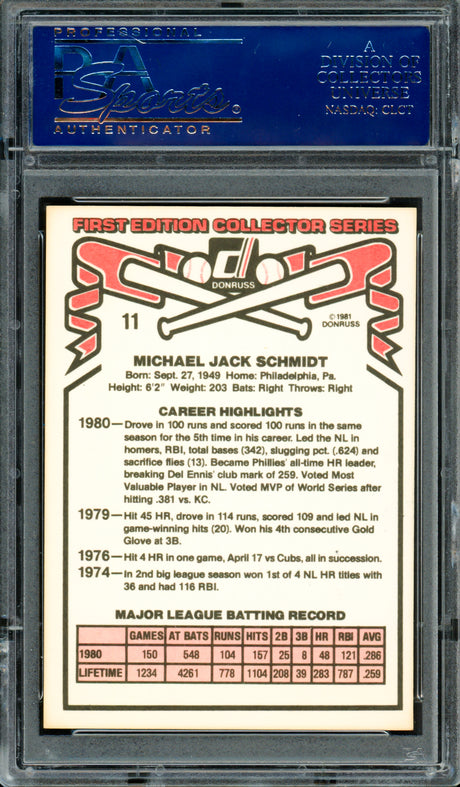 PROFESSIONAL
PSA
Sports
AUTHENTICATOR
A
DIVISION OF
COLLECTORS
UNIVERSE
NASDAQ: CLCT
FIRST EDITION COLLECTOR SERIES
d
DONRUSS
11
©1981
DONRUSS
MICHAEL JACK SCHMIDT
Born: Sept. 27, 1949 Home: Philadelphia, Pa.
Height: 6'2" Weight: 203 Bats: Right Throws: Right
CAREER HIGHLIGHTS
1980—Drove in 100 runs and scored 100 runs in the same
season for the 5th time in his career. Led the NL in
homers, RBI, total bases (342), slugging pct. (.624) and
sacrifice flies (13). Became Phillies' all-time HR leader,
breaking Del Ennis' club mark of 259. Voted Most
Valuable Player in NL. Voted MVP of World Series after
hitting .381 vs. KC.
1979—Hit 45 HR, drove in 114 runs, scored 109 and led NL in
game-winning hits (20). Won his 4th consecutive Gold
Glove at 3B.
1976—Hit 4 HR in one game, April 17 vs Cubs, all in succession.
1974—In 2nd big league season won 1st of 4 NL HR titles with
36 and had 116 RBI.
MAJOR LEAGUE BATTING RECORD
GAMES AT BATS RUNS HITS 2B 3B HR RBI AVG
1980 150 548 104 157 25 8 48 121 .286
LIFETIME 1234 4261 778 1104 208 39 283 787 .259